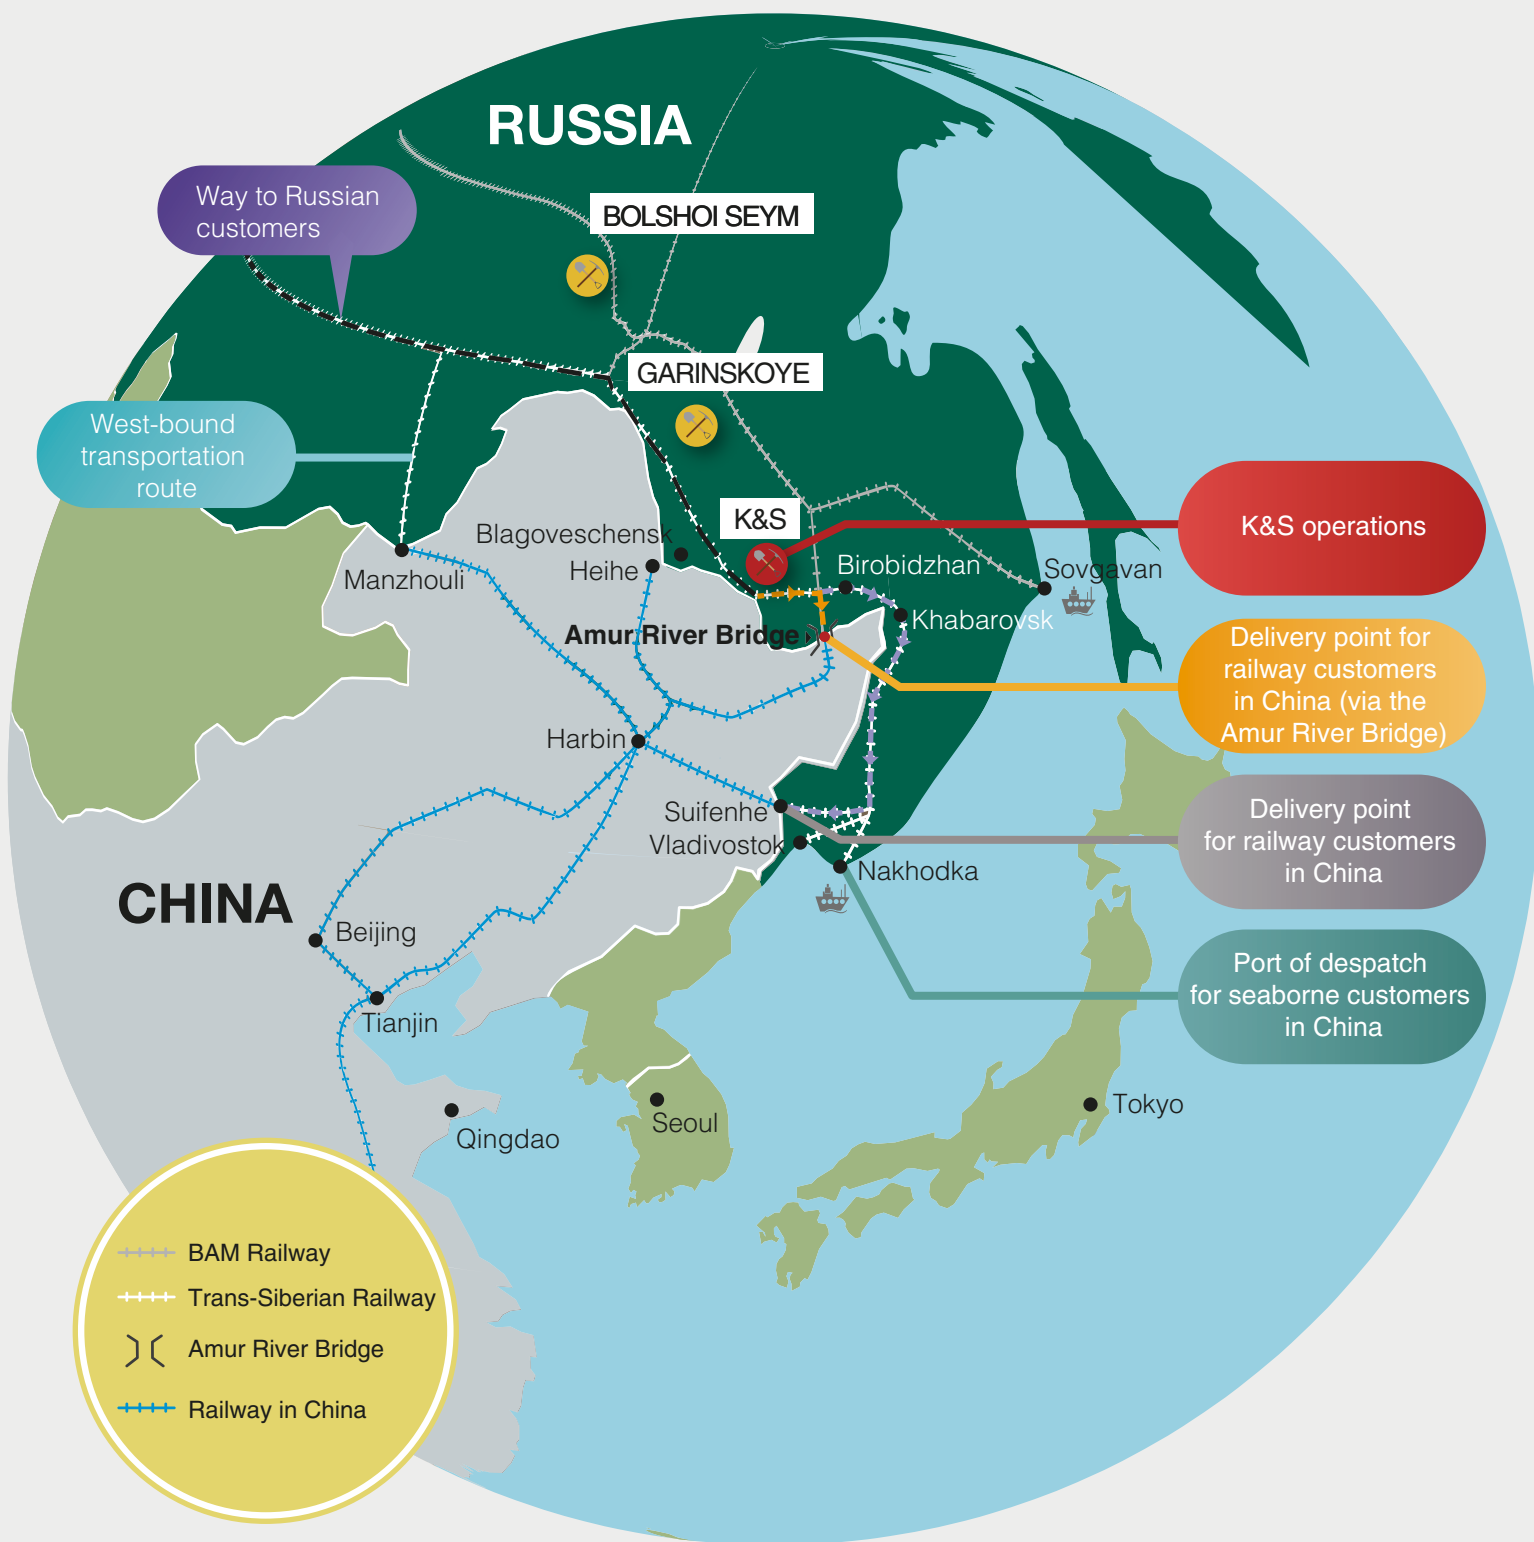 RUSSIA
Way to Russian
customers
BOLSHOI SEYM
GARINSKOYE
West-bound
transportation
route
K&S
K&S operations
Blagoveschensk
Heihe
Manzhouli
Birobidzhan
Sovgavan
Khabarovsk
Amur River Bridge
Delivery point for
railway customers
in China (via the
Amur River Bridge)
Harbin
Suifenhe
Vladivostok
Nakhodka
Delivery point
for railway customers
in China
CHINA
Beijing
Tianjin
Port of despatch
for seaborne customers
in China
Qingdao
Seoul
Tokyo
BAM Railway
Trans-Siberian Railway
Amur River Bridge
Railway in China